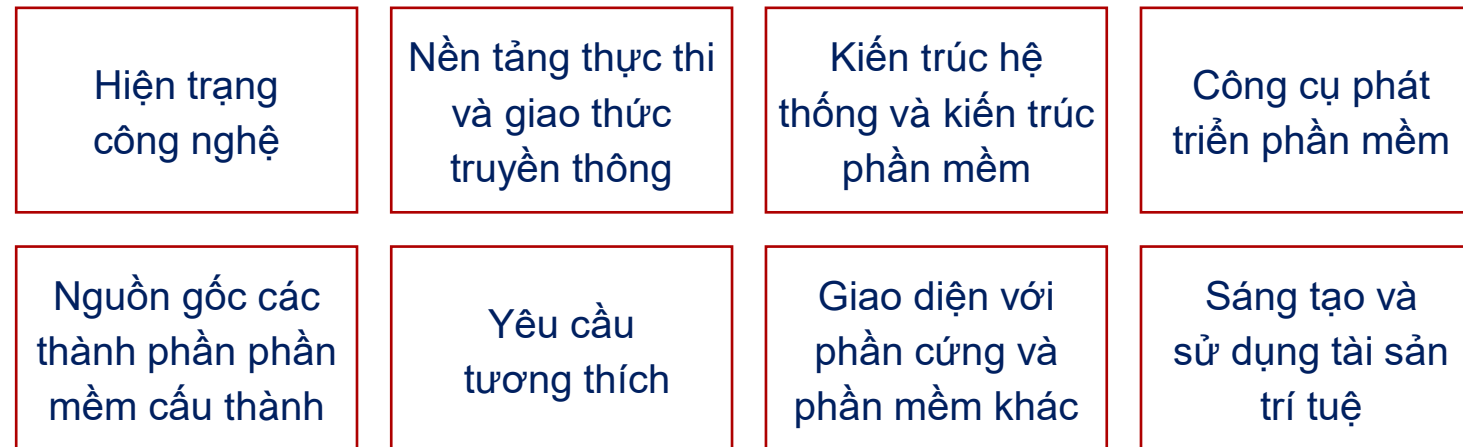 Hiện trạng
công nghệ
Nền tảng thực thi
và giao thức
truyền thông
Kiến trúc hệ
thống và kiến trúc
phần mềm
Công cụ phát
triển phần mềm
Nguồn gốc các
thành phần phần
mềm cấu thành
Yêu cầu
tương thích
Giao diện với
phần cứng và
phần mềm khác
Sáng tạo và
sử dụng tài sản
trí tuệ